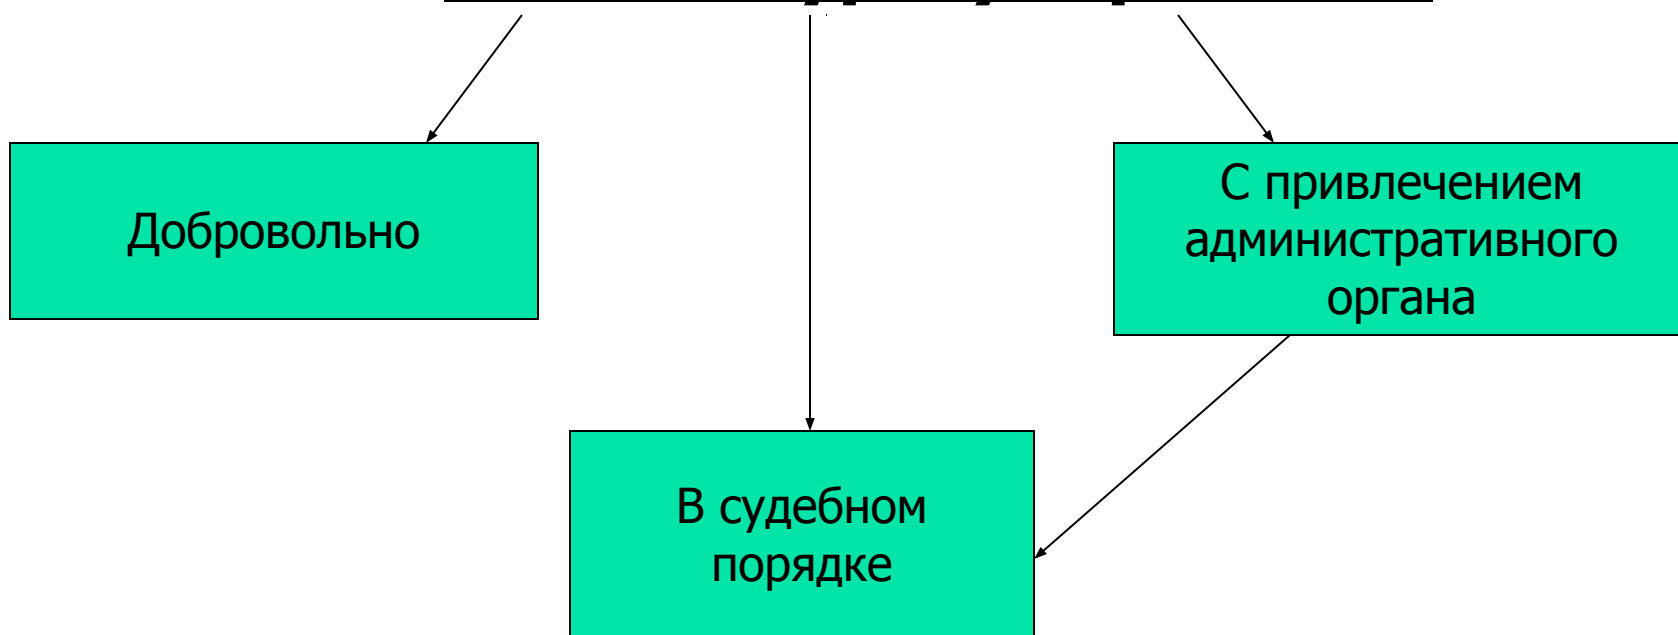 Добровольно
С привлечением
административного
органа
В судебном
порядке